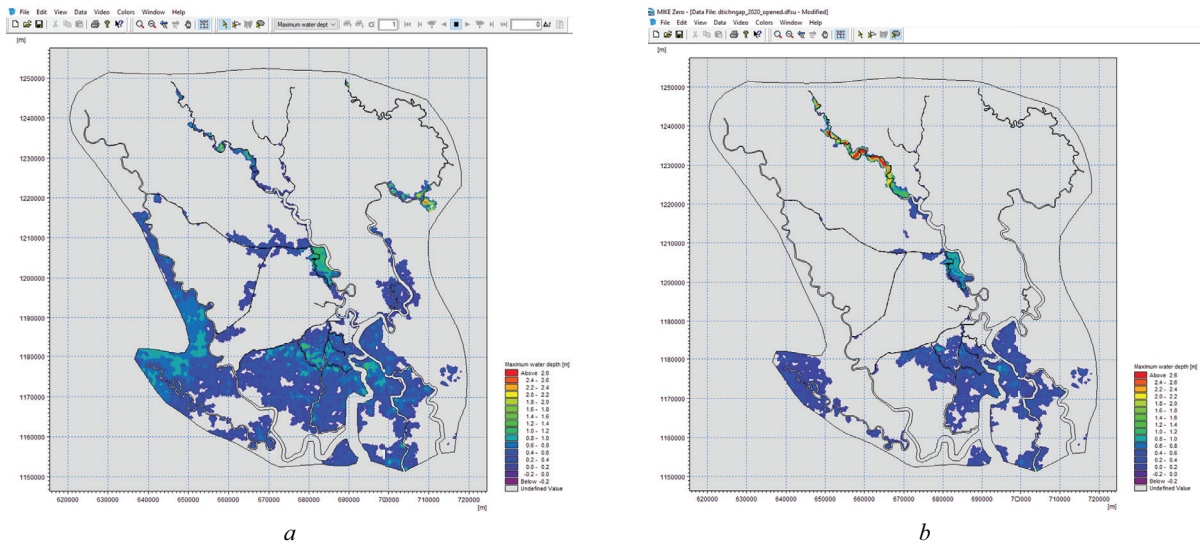 File Edit View Data Video Window Help
Maximum water dept
1
0
[m]
1250000
1240000
1230000
1220000
1210000
1200000
1190000
1180000
1170000
1160000
1150000
620000 630000 640000 650000 660000 670000 680000 690000 700000 710000 720000
[m]
Maximum water depth [m]
Above 2.6
2.4 - 2.6
2.2 - 2.4
2.0 - 2.2
1.8 - 2.0
1.6 - 1.8
1.4 - 1.6
1.2 - 1.4
1.0 - 1.2
0.8 - 1.0
0.6 - 0.8
0.4 - 0.6
0.2 - 0.4
0.0 - 0.2
-0.2 - 0.0
Below -0.2
Undefined Value
a
MIKE Zero - [Data File: dtichngap_2020_opened.dfsu - Modified]
File Edit View Data Video Window Help
[m]
1250000
1240000
1230000
1220000
1210000
1200000
1190000
1180000
1170000
1160000
1150000
620000 630000 640000 650000 660000 670000 680000 690000 700000 710000 720000
[m]
Maximum water depth [m]
Above 2.6
2.4 - 2.6
2.2 - 2.4
2.0 - 2.2
1.8 - 2.0
1.6 - 1.8
1.4 - 1.6
1.2 - 1.4
1.0 - 1.2
0.8 - 1.0
0.6 - 0.8
0.4 - 0.6
0.2 - 0.4
0.0 - 0.2
-0.2 - 0.0
Below -0.2
Undefined Value
b